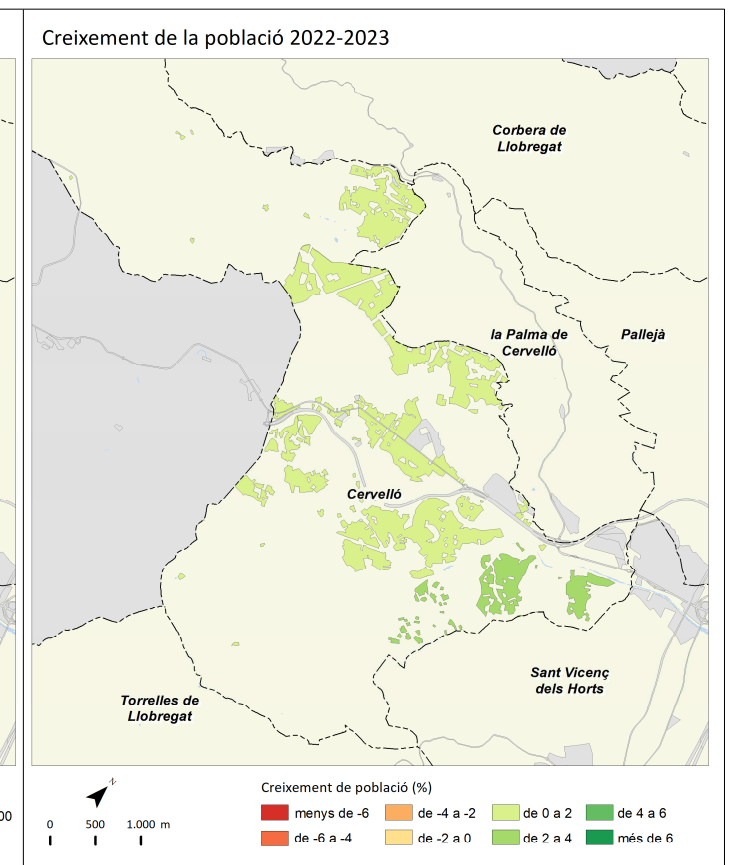 Creixement de la població 2022-2023
Corbera de
Llobregat
la Palma de
Cervelló
Pallejà
Cervelló
Sant Vicenç
dels Horts
Torrelles de
Llobregat
N
00
0 500 1.000 m
Creixement de població (%)
menys de -6
de -4 a -2
de 0 a 2
de 4 a 6
de -6 a -4
de -2 a 0
de 2 a 4
més de 6